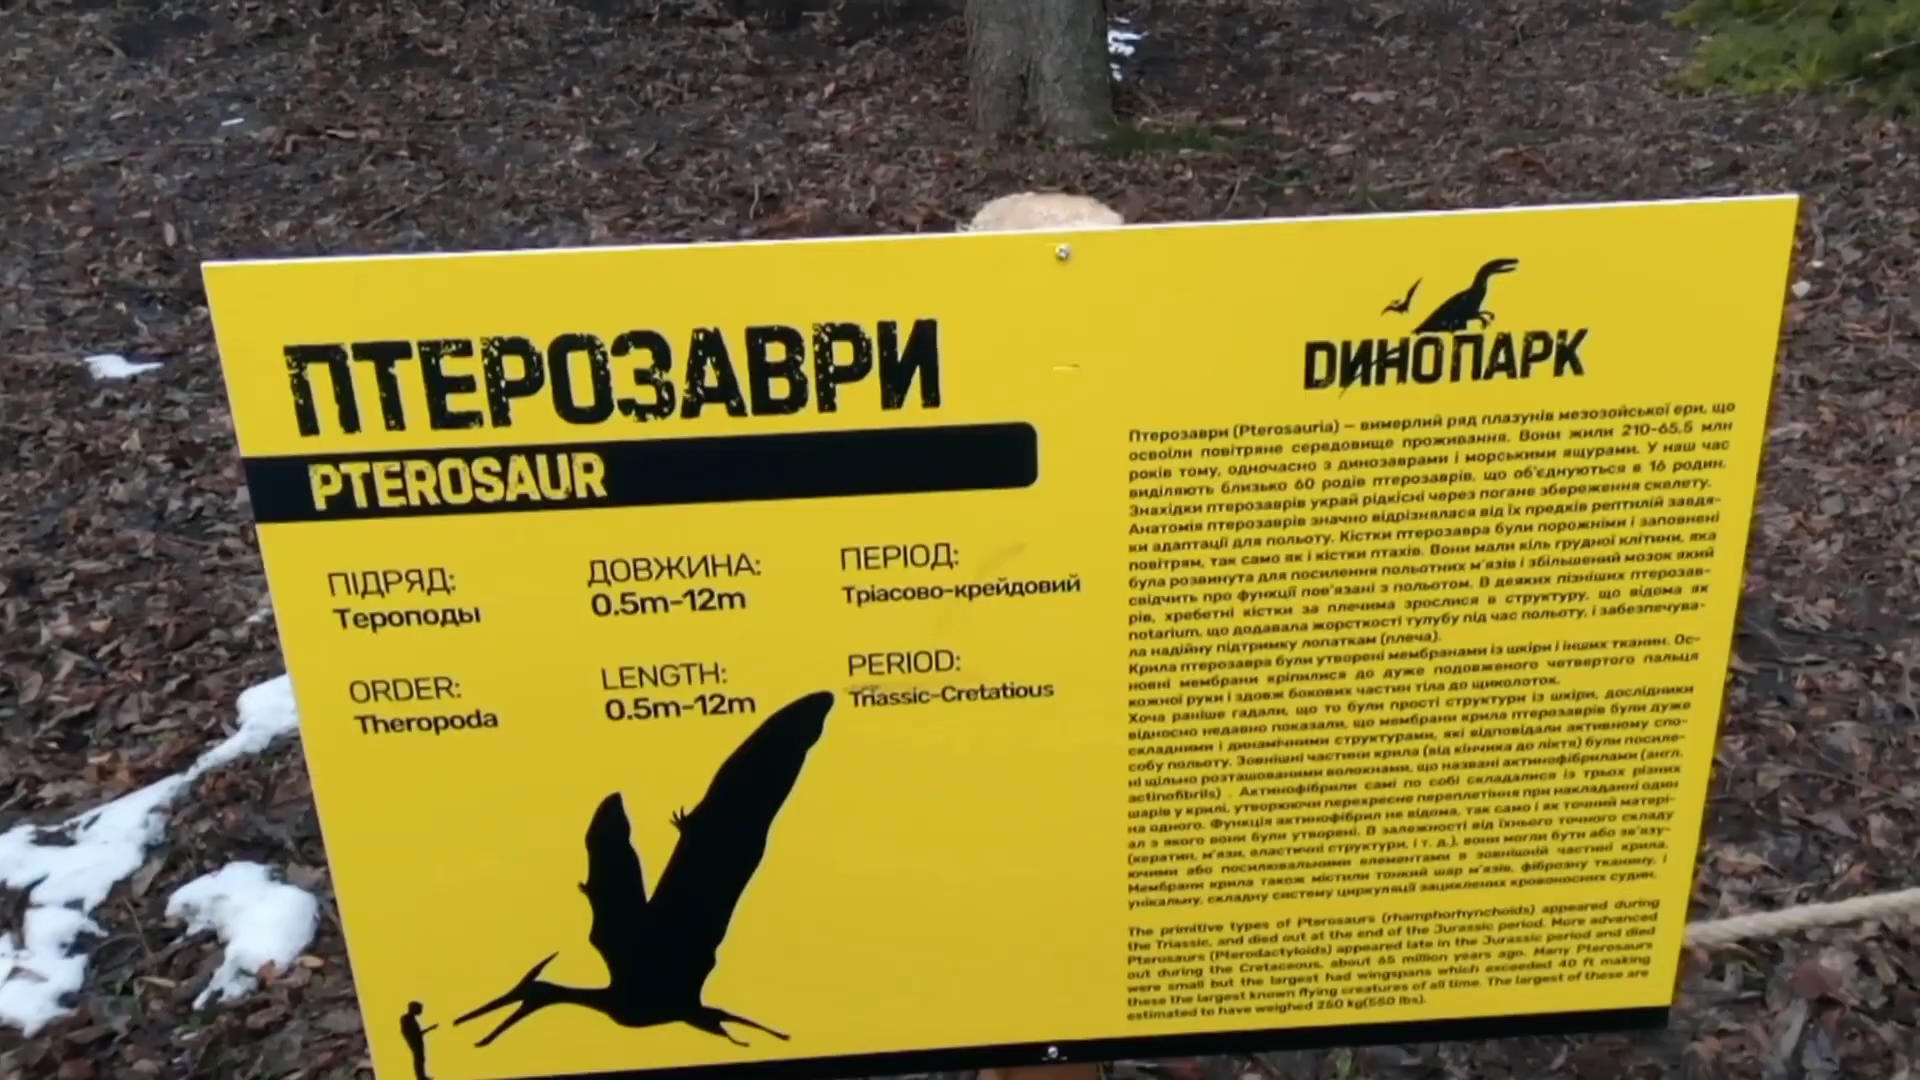 ПТЕРОЗАВРИ
PTEROSAUR
ПІДРЯД:
Тероподы
ДОВЖИНА:
0.5m-12m
ПЕРІОД:
Тріасово-крейдовий
ORDER:
Theropoda
LENGTH:
0.5m-12m
PERIOD:
Triassic-Cretatious
ДИНОПАРК
Птерозаври (Pterosauria) – вимерлий ряд плазунів мезозойської ери, що
освоїли повітряне середовище проживання. Вони жили 210-65,5 млн
років тому, одночасно з динозаврами і морськими ящурами. У наш час
виділяють близько 60 родів птерозаврів, що об'єднуються в 16 родин.
Знахідки птерозаврів украй рідкісні через погане збереження скелету.
Анатомія птерозаврів значно відрізнялася від їх предків рептилій завдя-
ки адаптації для польоту. Кістки птерозавра були порожніми і заповнені
повітрям, так само як і кістки птахів. Вони мали кіль грудної клітини, яка
була розвинута для посилення польотних м'язів і збільшений мозок який
свідчить про функції пов'язані з польотом. В деяких пізніших птерозав-
рів, хребетні кістки за плечима зрослися в структуру, що відома як
notarium, що додавала жорсткості тулубу під час польоту, і забезпечува-
ла надійну підтримку лопаткам (плеча).
Крила птерозавра були утворені мембранами із шкіри і інших тканин. Ос-
новні мембрани кріпилися до дуже подовженого четвертого пальця
кожної руки і здовж бокових частин тіла до щиколоток.
Хоча раніше гадали, що то були прості структури із шкіри, дослідники
відносно недавно показали, що мембрани крила птерозаврів були дуже
складними і динамічними структурами, які відповідали активному спо-
собу польоту. Зовнішні частини крила (від кінчика до ліктя) були посиле-
ні щільно розташованими волокнами, що названі актинофібрилами (англ.
actinofibrils) . Актинофібрили самі по собі складалися із трьох різних
шарів у крилі, утворюючи перехресне переплетіння при накладанні один
на одного. Функція актинофібрил не відома, так само і як точний матері-
ал з якого вони були утворені. В залежності від їхнього точного складу
(кератин, м'язи, еластичні структури, і т. д.), вони могли бути або зв'язу-
ючими або посилювальними елементами в зовнішній частині крила.
Мембрани крила також містили тонкий шар м'язів, фіброзну тканину, і
унікальну, складну систему циркуляції зациклених кровоносних судин.
The primitive types of Pterosaurs (rhamphorhynchoids) appeared during
the Triassic, and died out at the end of the Jurassic period. More advanced
Pterosaurs (Pterodactyloids) appeared late in the Jurassic period and died
out during the Cretaceous, about 65 million years ago. Many Pterosaurs
were small but the largest had wingspans which exceeded 40 ft making
these the largest known flying creatures of all time. The largest of these are
estimated to have weighed 250 kg(550 lbs).